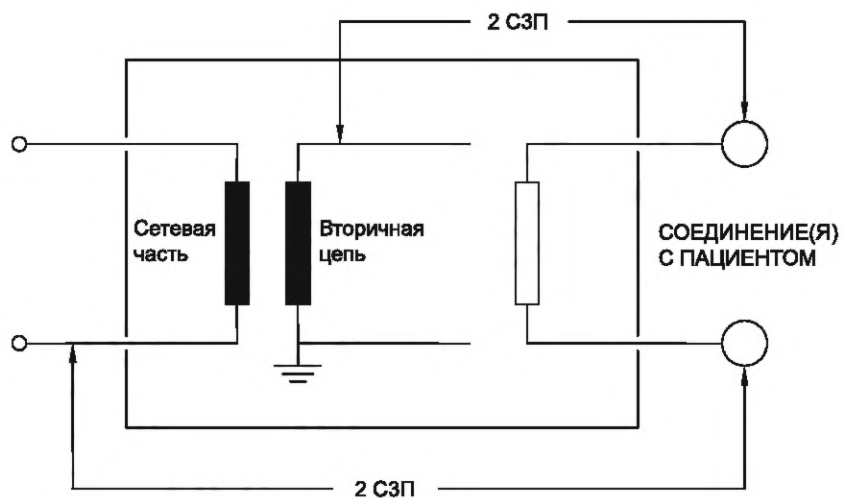 2 СЗП
Сетевая
часть
Вторичная
цепь
СОЕДИНЕНИЕ(Я)
С ПАЦИЕНТОМ
2 СЗП